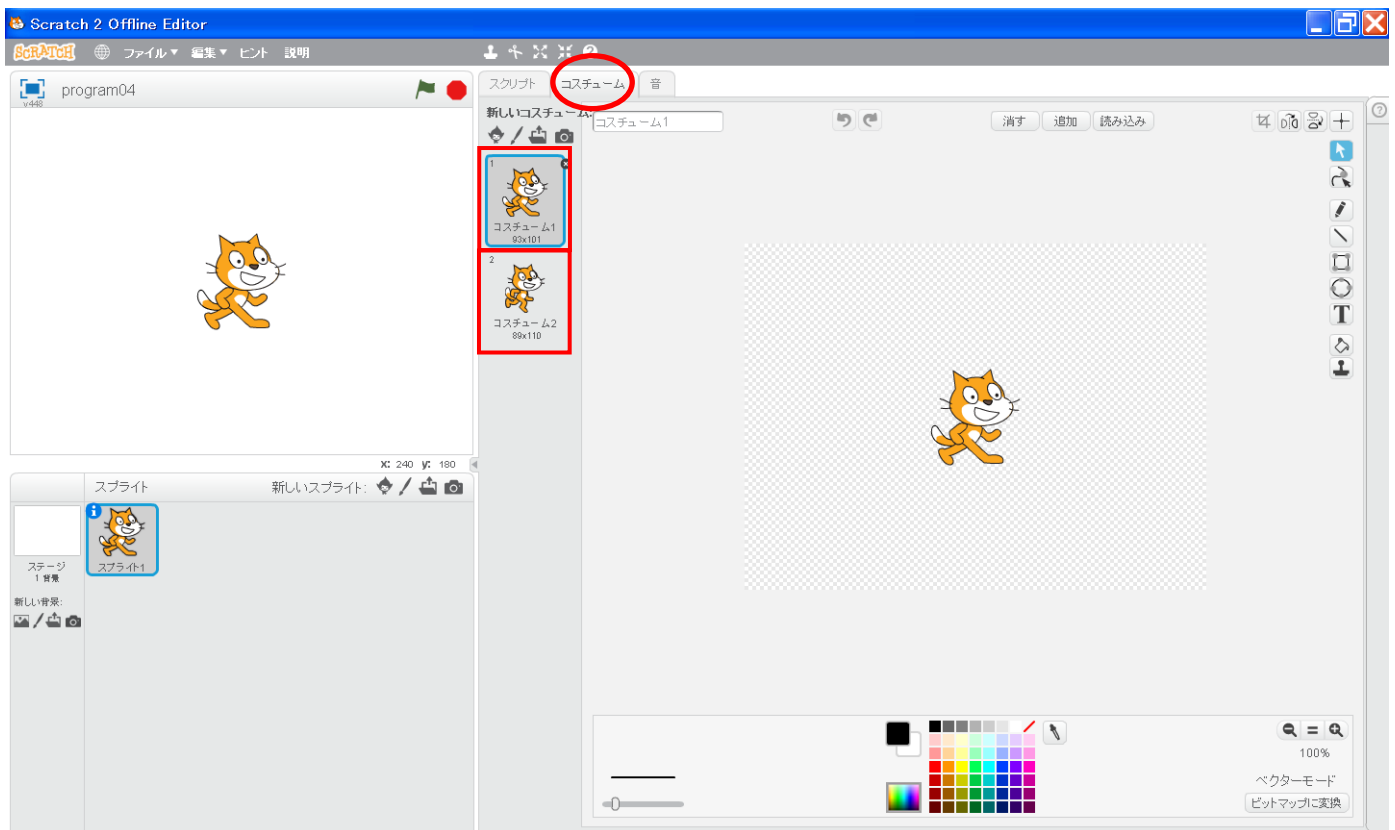 Scratch 2 Offline Editor
SCRATCH ファイル▼ 編集▼ ヒント 説明
v448
program04
スクリプト コスチューム 音
新しいコスチューム:
コスチューム1
消す 追加 読み込み
1
コスチューム1
93x101
2
コスチューム2
89x110
T
X: 240 y: 180
スプライト 新しいスプライト:
ステージ
1 背景
スプライト1
新しい背景:
100%
ベクターモード
ビットマップに変換